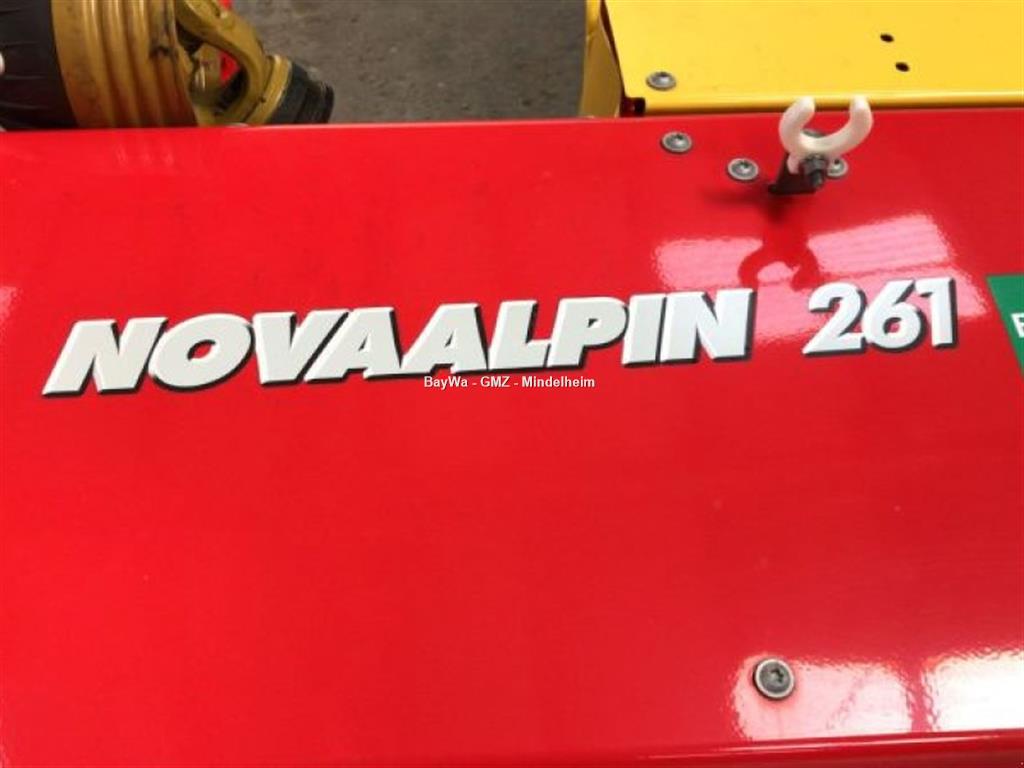 NOVAALPIN 261
BayWa - GMZ - Mindelheim